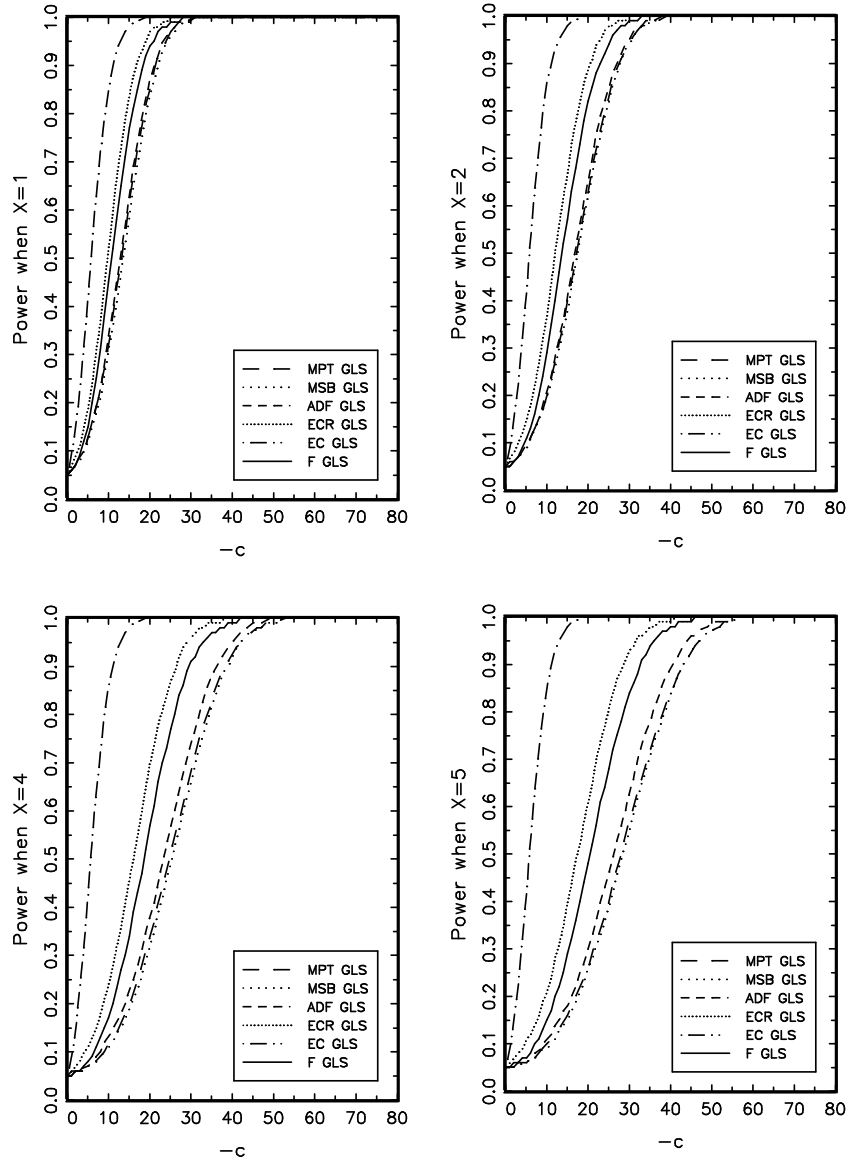 Power when X=1
1.0
0.9
0.8
0.7
0.6
0.5
0.4
0.3
0.2
0.1
0.0
MPT GLS
MSB GLS
ADF GLS
ECR GLS
EC GLS
F GLS
0 10 20 30 40 50 60 70 80
−c
Power when X=2
1.0
0.9
0.8
0.7
0.6
0.5
0.4
0.3
0.2
0.1
0.0
MPT GLS
MSB GLS
ADF GLS
ECR GLS
EC GLS
F GLS
0 10 20 30 40 50 60 70 80
−c
Power when X=4
1.0
0.9
0.8
0.7
0.6
0.5
0.4
0.3
0.2
0.1
0.0
MPT GLS
MSB GLS
ADF GLS
ECR GLS
EC GLS
F GLS
0 10 20 30 40 50 60 70 80
−c
Power when X=5
1.0
0.9
0.8
0.7
0.6
0.5
0.4
0.3
0.2
0.1
0.0
MPT GLS
MSB GLS
ADF GLS
ECR GLS
EC GLS
F GLS
0 10 20 30 40 50 60 70 80
−c